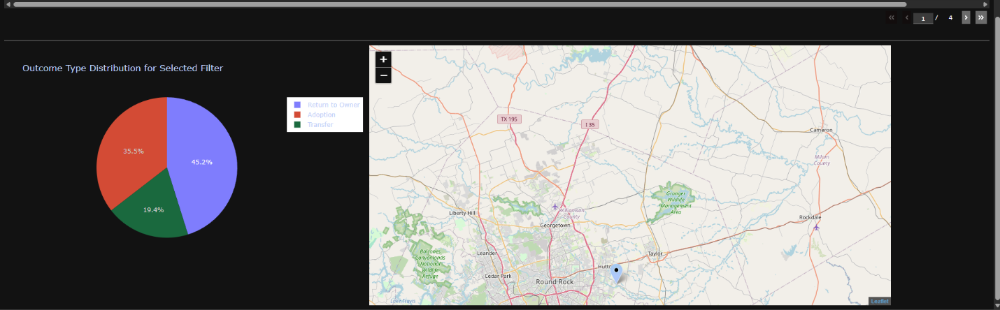 « ‹ 1 / 4 › »
Outcome Type Distribution for Selected Filter
Return to Owner
Adoption
Transfer
35.5%
45.2%
19.4%
+
−
TX 195
I 35
Cameron
Milam
County
Granger
Wildlife
Management
Area
Liberty Hill
Williamson
County
Georgetown
Rockdale
Balcones
Canyonlands
National
Wildlife
Refuge
Leander
Taylor
Hutto
Cedar Park
Round Rock
Lake Travis
Leaflet